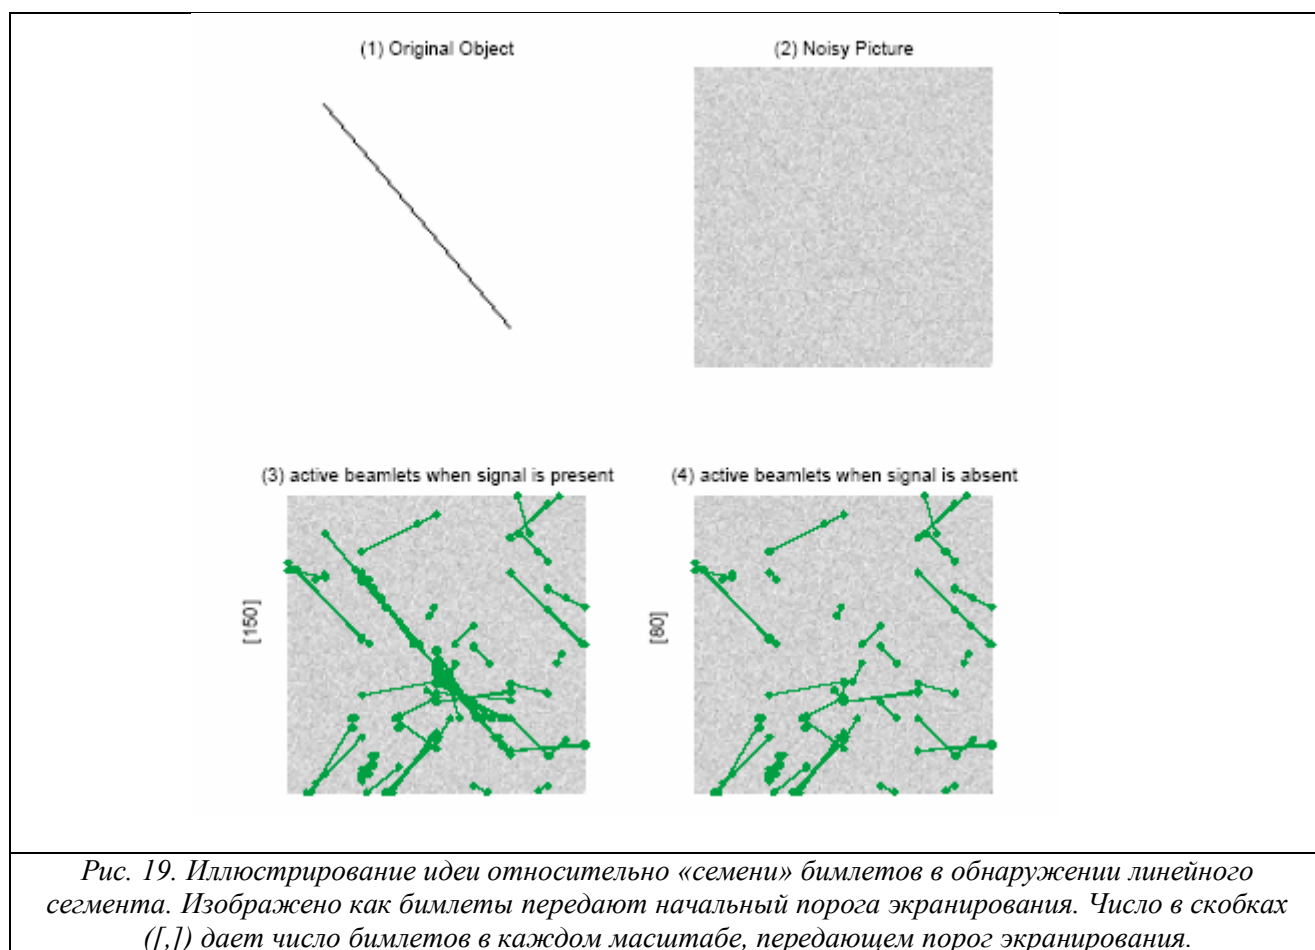 (1) Original Object
(2) Noisy Picture
(3) active beamlets when signal is present
(4) active beamlets when signal is absent
[150]
[80]
Рис. 19. Иллюстрирование идеи относительно «семени» бимлетов в обнаружении линейного
сегмента. Изображено как бимлеты передают начальный порога экранирования. Число в скобках
([,]) дает число бимлетов в каждом масштабе, передающем порог экранирования.